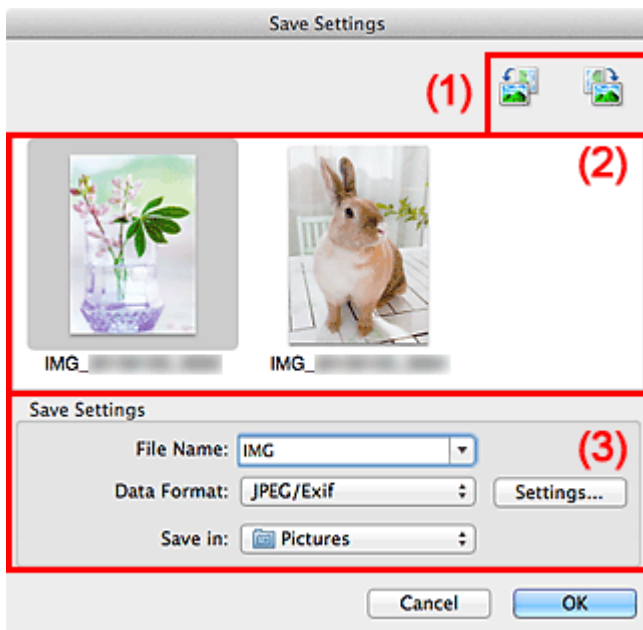 Save Settings
(1)
(2)
IMG_
IMG_
Save Settings
(3)
File Name: IMG
Data Format: JPEG/Exif Settings...
Save in: Pictures
Cancel OK